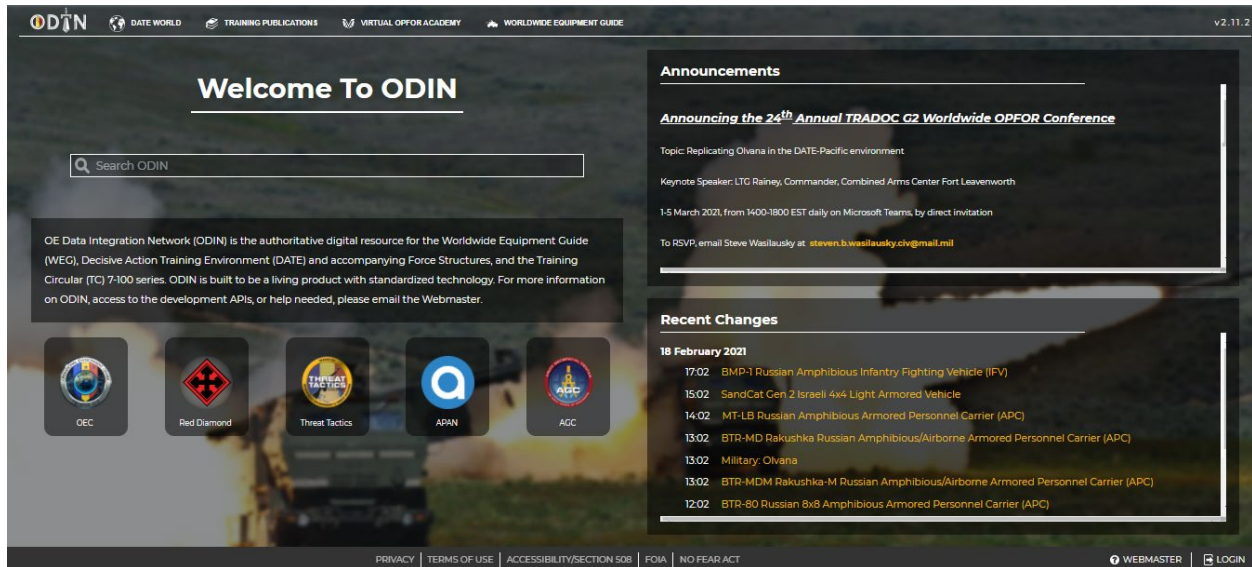 ODIN
DATE WORLD
TRAINING PUBLICATIONS
VIRTUAL OPFOR ACADEMY
WORLDWIDE EQUIPMENT GUIDE
v2.11.2
Welcome To ODIN
Search ODIN
OE Data Integration Network (ODIN) is the authoritative digital resource for the Worldwide Equipment Guide
(WEG), Decisive Action Training Environment (DATE) and accompanying Force Structures, and the Training
Circular (TC) 7-100 series. ODIN is built to be a living product with standardized technology. For more information
on ODIN, access to the development APIs, or help needed, please email the Webmaster.
OEC
Red Diamond
THREAT
TACTICS
Threat Tactics
APAN
AGC
AGC
Announcements
Announcing the 24th Annual TRADOC G2 Worldwide OPFOR Conference
Topic: Replicating Olvana in the DATE-Pacific environment
Keynote Speaker: LTG Rainey, Commander, Combined Arms Center Fort Leavenworth
1-5 March 2021, from 1400-1800 EST daily on Microsoft Teams, by direct invitation
To RSVP, email Steve Wasilausky at steven.b.wasilausky.civ@mail.mil
Recent Changes
18 February 2021
17:02 BMP-1 Russian Amphibious Infantry Fighting Vehicle (IFV)
15:02 SandCat Gen 2 Israeli 4x4 Light Armored Vehicle
14:02 MT-LB Russian Amphibious Armored Personnel Carrier (APC)
13:02 BTR-MD Rakushka Russian Amphibious/Airborne Armored Personnel Carrier (APC)
13:02 Military: Olvana
13:02 BTR-MDM Rakushka-M Russian Amphibious/Airborne Armored Personnel Carrier (APC)
12:02 BTR-80 Russian 8x8 Amphibious Armored Personnel Carrier (APC)
PRIVACY | TERMS OF USE | ACCESSIBILITY/SECTION 508 | FOIA | NO FEAR ACT
WEBMASTER | LOGIN